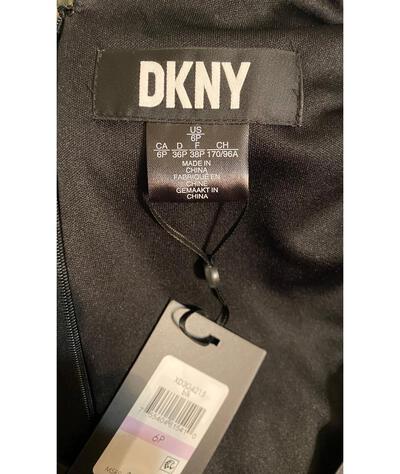 DKNY
US
6P
CA D F CH
6P 36P 38P 170/96A
MADE IN
CHINA
FABRIQUÉ EN
CHINE
GEMAAKT IN
CHINA
blk
6P